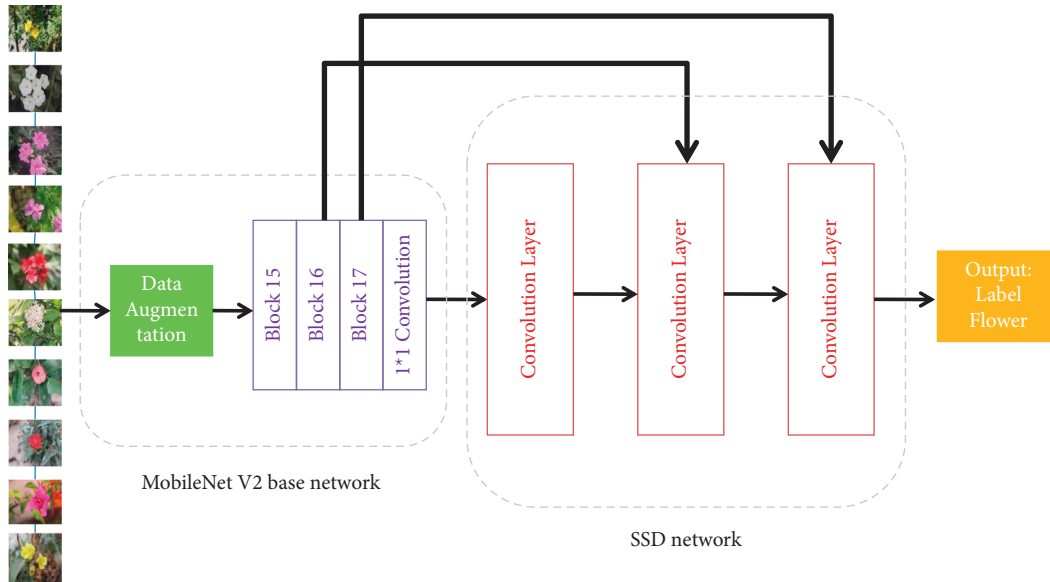 Data
Augmen
tation
Block 15
Block 16
Block 17
1*1 Convolution
MobileNet V2 base network
Convolution Layer
Convolution Layer
Convolution Layer
SSD network
Output:
Label
Flower